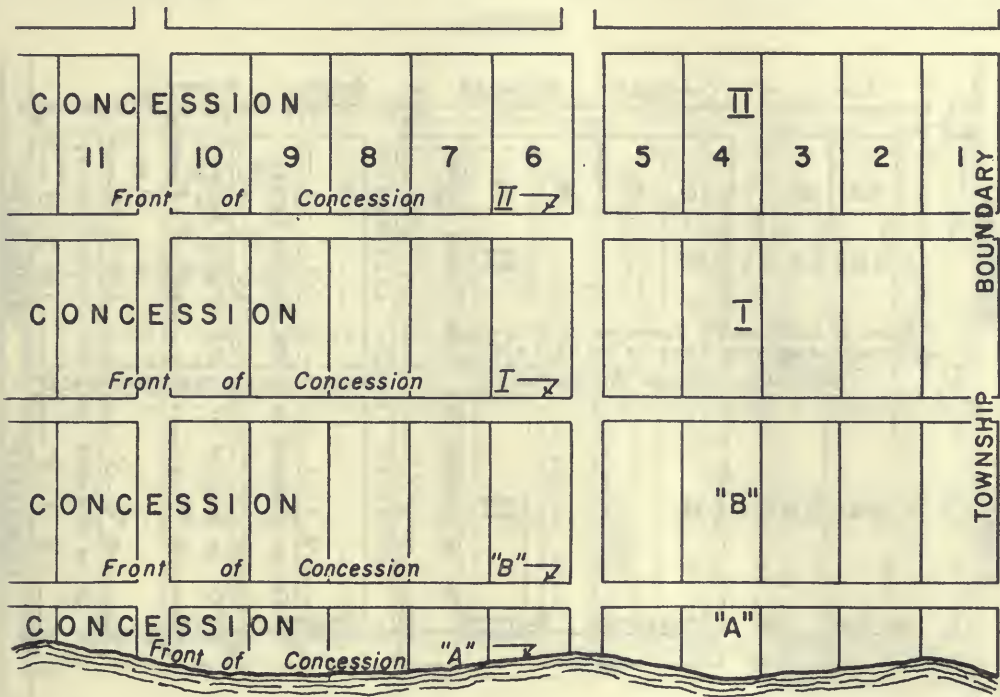 CONCESSION II
11 10 9 8 7 6 5 4 3 2 1
Front of Concession II
CONCESSION I
Front of Concession I
CONCESSION "B"
Front of Concession "B"
CONCESSION "A"
Front of Concession "A"
TOWNSHIP BOUNDARY